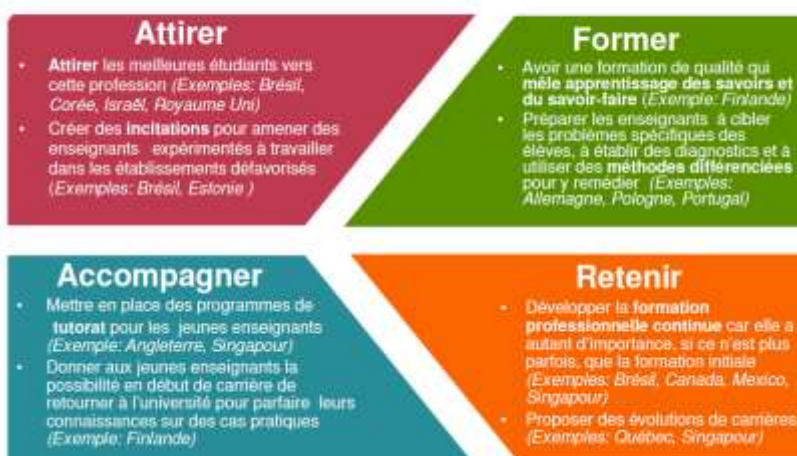 Attirer
• Attirer les meilleures étudiants vers
cette profession (Exemples: Brésil,
Corée, Israël, Royaume Uni)
• Créer des incitations pour amener des
enseignants expérimentés à travailler
dans les établissements défavorisés
(Exemples: Brésil, Estonie )
Former
• Avoir une formation de qualité qui
mêle apprentissage des savoirs et
du savoir-faire (Exemple: Finlande)
• Préparer les enseignants à cibler
les problèmes spécifiques des
élèves, à établir des diagnostics et à
utiliser des méthodes différenciées
pour y remédier (Exemples:
Allemagne, Pologne, Portugal)
Accompagner
• Mettre en place des programmes de
tutorat pour les jeunes enseignants
(Exemple: Angleterre, Singapour)
• Donner aux jeunes enseignants la
possibilité en début de carrière de
retourner à l'université pour parfaire leurs
connaissances sur des cas pratiques
(Exemple: Finlande)
Retenir
• Développer la formation
professionnelle continue car elle a
autant d'importance, si ce n'est plus
parfois, que la formation initiale
(Exemples: Brésil, Canada, Mexico,
Singapour)
• Proposer des évolutions de carrières
(Exemples: Québec, Singapour)